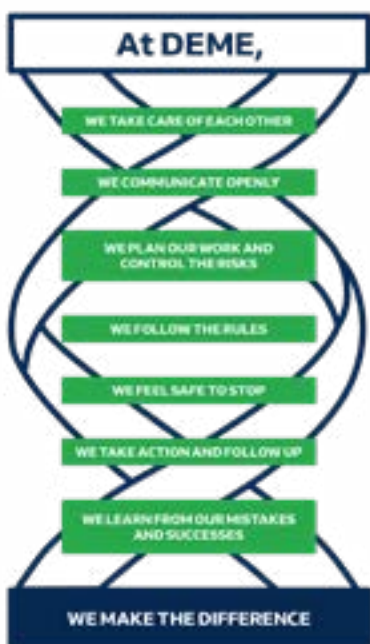 At DEME,
WE TAKE CARE OF EACH OTHER
WE COMMUNICATE OPENLY
WE PLAN OUR WORK AND
CONTROL THE RISKS
WE FOLLOW THE RULES
WE FEEL SAFE TO STOP
WE TAKE ACTION AND FOLLOW UP
WE LEARN FROM OUR MISTAKES
AND SUCCESSES
WE MAKE THE DIFFERENCE